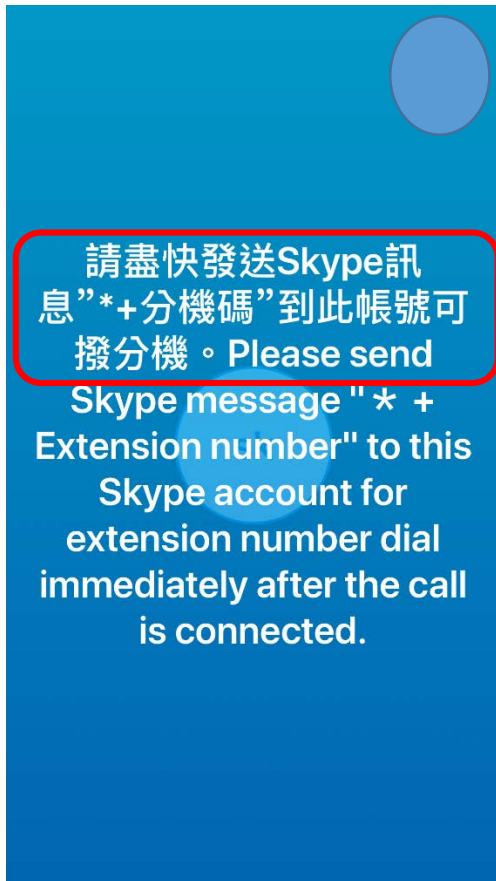 請盡快發送Skype訊
息”*+分機碼”到此帳號可
撥分機。Please send
Skype message "＊ +
Extension number" to this
Skype account for
extension number dial
immediately after the call
is connected.